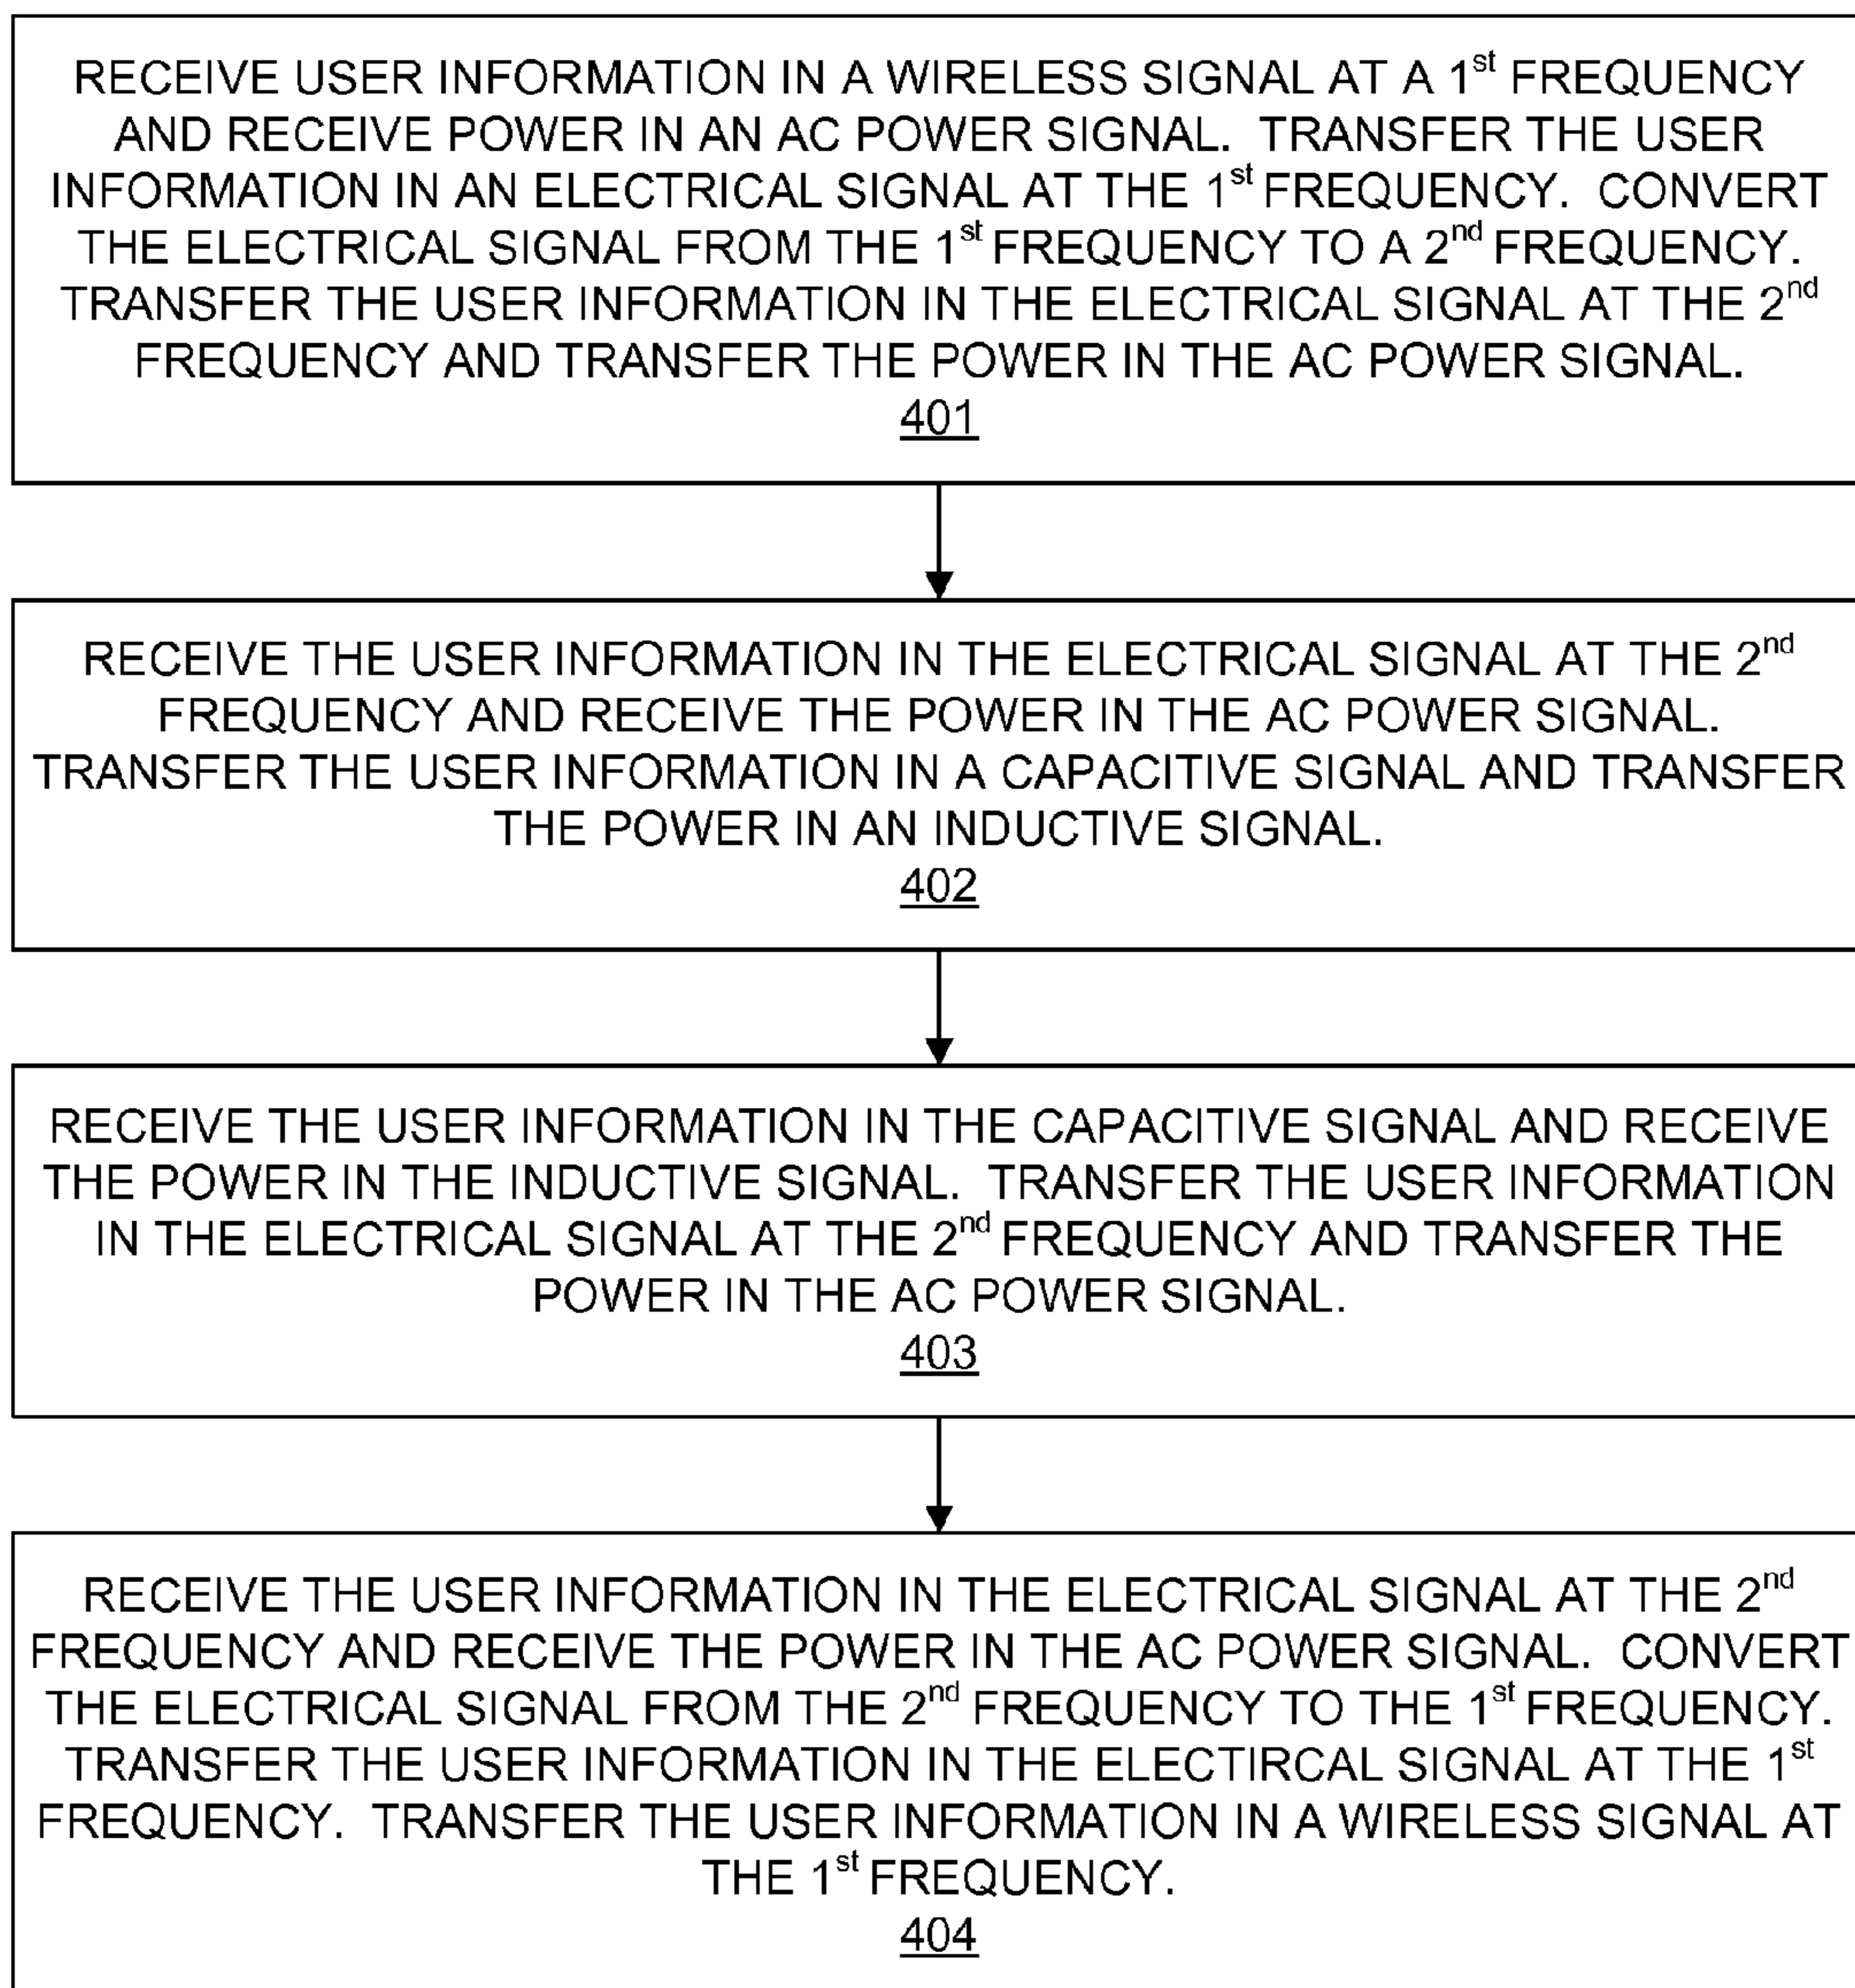 RECEIVE USER INFORMATION IN A WIRELESS SIGNAL AT A 1st FREQUENCY
AND RECEIVE POWER IN AN AC POWER SIGNAL. TRANSFER THE USER
INFORMATION IN AN ELECTRICAL SIGNAL AT THE 1st FREQUENCY. CONVERT
THE ELECTRICAL SIGNAL FROM THE 1st FREQUENCY TO A 2nd FREQUENCY.
TRANSFER THE USER INFORMATION IN THE ELECTRICAL SIGNAL AT THE 2nd
FREQUENCY AND TRANSFER THE POWER IN THE AC POWER SIGNAL.
401
RECEIVE THE USER INFORMATION IN THE ELECTRICAL SIGNAL AT THE 2nd
FREQUENCY AND RECEIVE THE POWER IN THE AC POWER SIGNAL.
TRANSFER THE USER INFORMATION IN A CAPACITIVE SIGNAL AND TRANSFER
THE POWER IN AN INDUCTIVE SIGNAL.
402
RECEIVE THE USER INFORMATION IN THE CAPACITIVE SIGNAL AND RECEIVE
THE POWER IN THE INDUCTIVE SIGNAL. TRANSFER THE USER INFORMATION
IN THE ELECTRICAL SIGNAL AT THE 2nd FREQUENCY AND TRANSFER THE
POWER IN THE AC POWER SIGNAL.
403
RECEIVE THE USER INFORMATION IN THE ELECTRICAL SIGNAL AT THE 2nd
FREQUENCY AND RECEIVE THE POWER IN THE AC POWER SIGNAL. CONVERT
THE ELECTRICAL SIGNAL FROM THE 2nd FREQUENCY TO THE 1st FREQUENCY.
TRANSFER THE USER INFORMATION IN THE ELECTIRCAL SIGNAL AT THE 1st
FREQUENCY. TRANSFER THE USER INFORMATION IN A WIRELESS SIGNAL AT
THE 1st FREQUENCY.
404